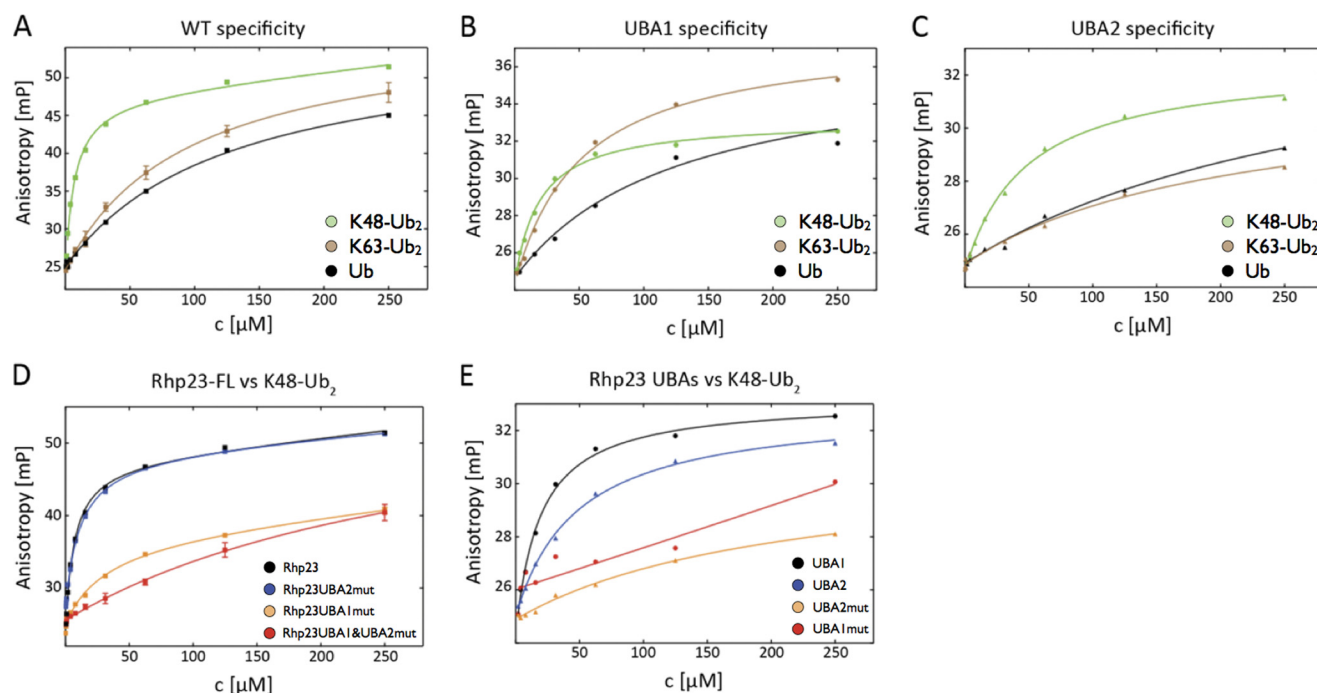 A
WT specificity
Anisotropy [mP]
50
45
40
35
30
25
50
100
150
200
250
c [µM]
K48-Ub2
K63-Ub2
Ub
B
UBA1 specificity
Anisotropy [mP]
36
34
32
30
28
26
50
100
150
200
250
c [µM]
K48-Ub2
K63-Ub2
Ub
C
UBA2 specificity
Anisotropy [mP]
32
30
28
26
50
100
150
200
250
c [µM]
K48-Ub2
K63-Ub2
Ub
D
Rhp23-FL vs K48-Ub2
Anisotropy [mP]
50
40
30
50
100
150
200
250
c [µM]
Rhp23
Rhp23UBA2mut
Rhp23UBA1mut
Rhp23UBA1&UBA2mut
E
Rhp23 UBAs vs K48-Ub2
Anisotropy [mP]
32
30
28
26
50
100
150
200
250
c [µM]
UBA1
UBA2
UBA2mut
UBA1mut